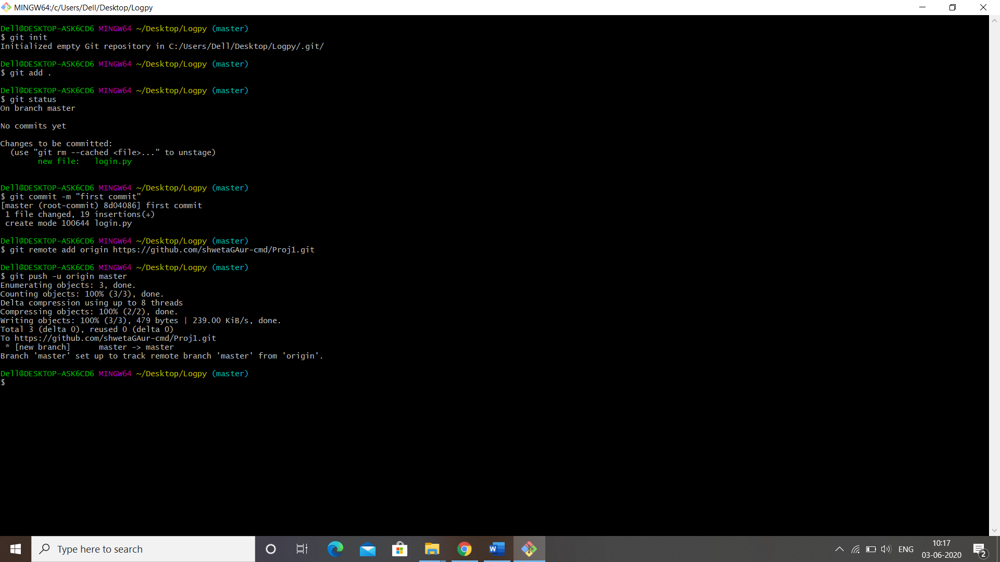 MINGW64:/c/Users/Dell/Desktop/Logpy
Dell@DESKTOP-ASK6CD6 MINGW64 ~/Desktop/Logpy (master)
$ git init
Initialized empty Git repository in C:/Users/Dell/Desktop/Logpy/.git/
Dell@DESKTOP-ASK6CD6 MINGW64 ~/Desktop/Logpy (master)
$ git add .
Dell@DESKTOP-ASK6CD6 MINGW64 ~/Desktop/Logpy (master)
$ git status
On branch master
No commits yet
Changes to be committed:
  (use "git rm --cached <file>..." to unstage)
        new file:   login.py
Dell@DESKTOP-ASK6CD6 MINGW64 ~/Desktop/Logpy (master)
$ git commit -m "first commit"
[master (root-commit) 8d04086] first commit
 1 file changed, 19 insertions(+)
 create mode 100644 login.py
Dell@DESKTOP-ASK6CD6 MINGW64 ~/Desktop/Logpy (master)
$ git remote add origin https://github.com/shwetaGAur-cmd/Proj1.git
Dell@DESKTOP-ASK6CD6 MINGW64 ~/Desktop/Logpy (master)
$ git push -u origin master
Enumerating objects: 3, done.
Counting objects: 100% (3/3), done.
Delta compression using up to 8 threads
Compressing objects: 100% (2/2), done.
Writing objects: 100% (3/3), 479 bytes | 239.00 KiB/s, done.
Total 3 (delta 0), reused 0 (delta 0)
To https://github.com/shwetaGAur-cmd/Proj1.git
 * [new branch]      master -> master
Branch 'master' set up to track remote branch 'master' from 'origin'.
Dell@DESKTOP-ASK6CD6 MINGW64 ~/Desktop/Logpy (master)
$
Type here to search
W
ENG
10:17
03-06-2020
2